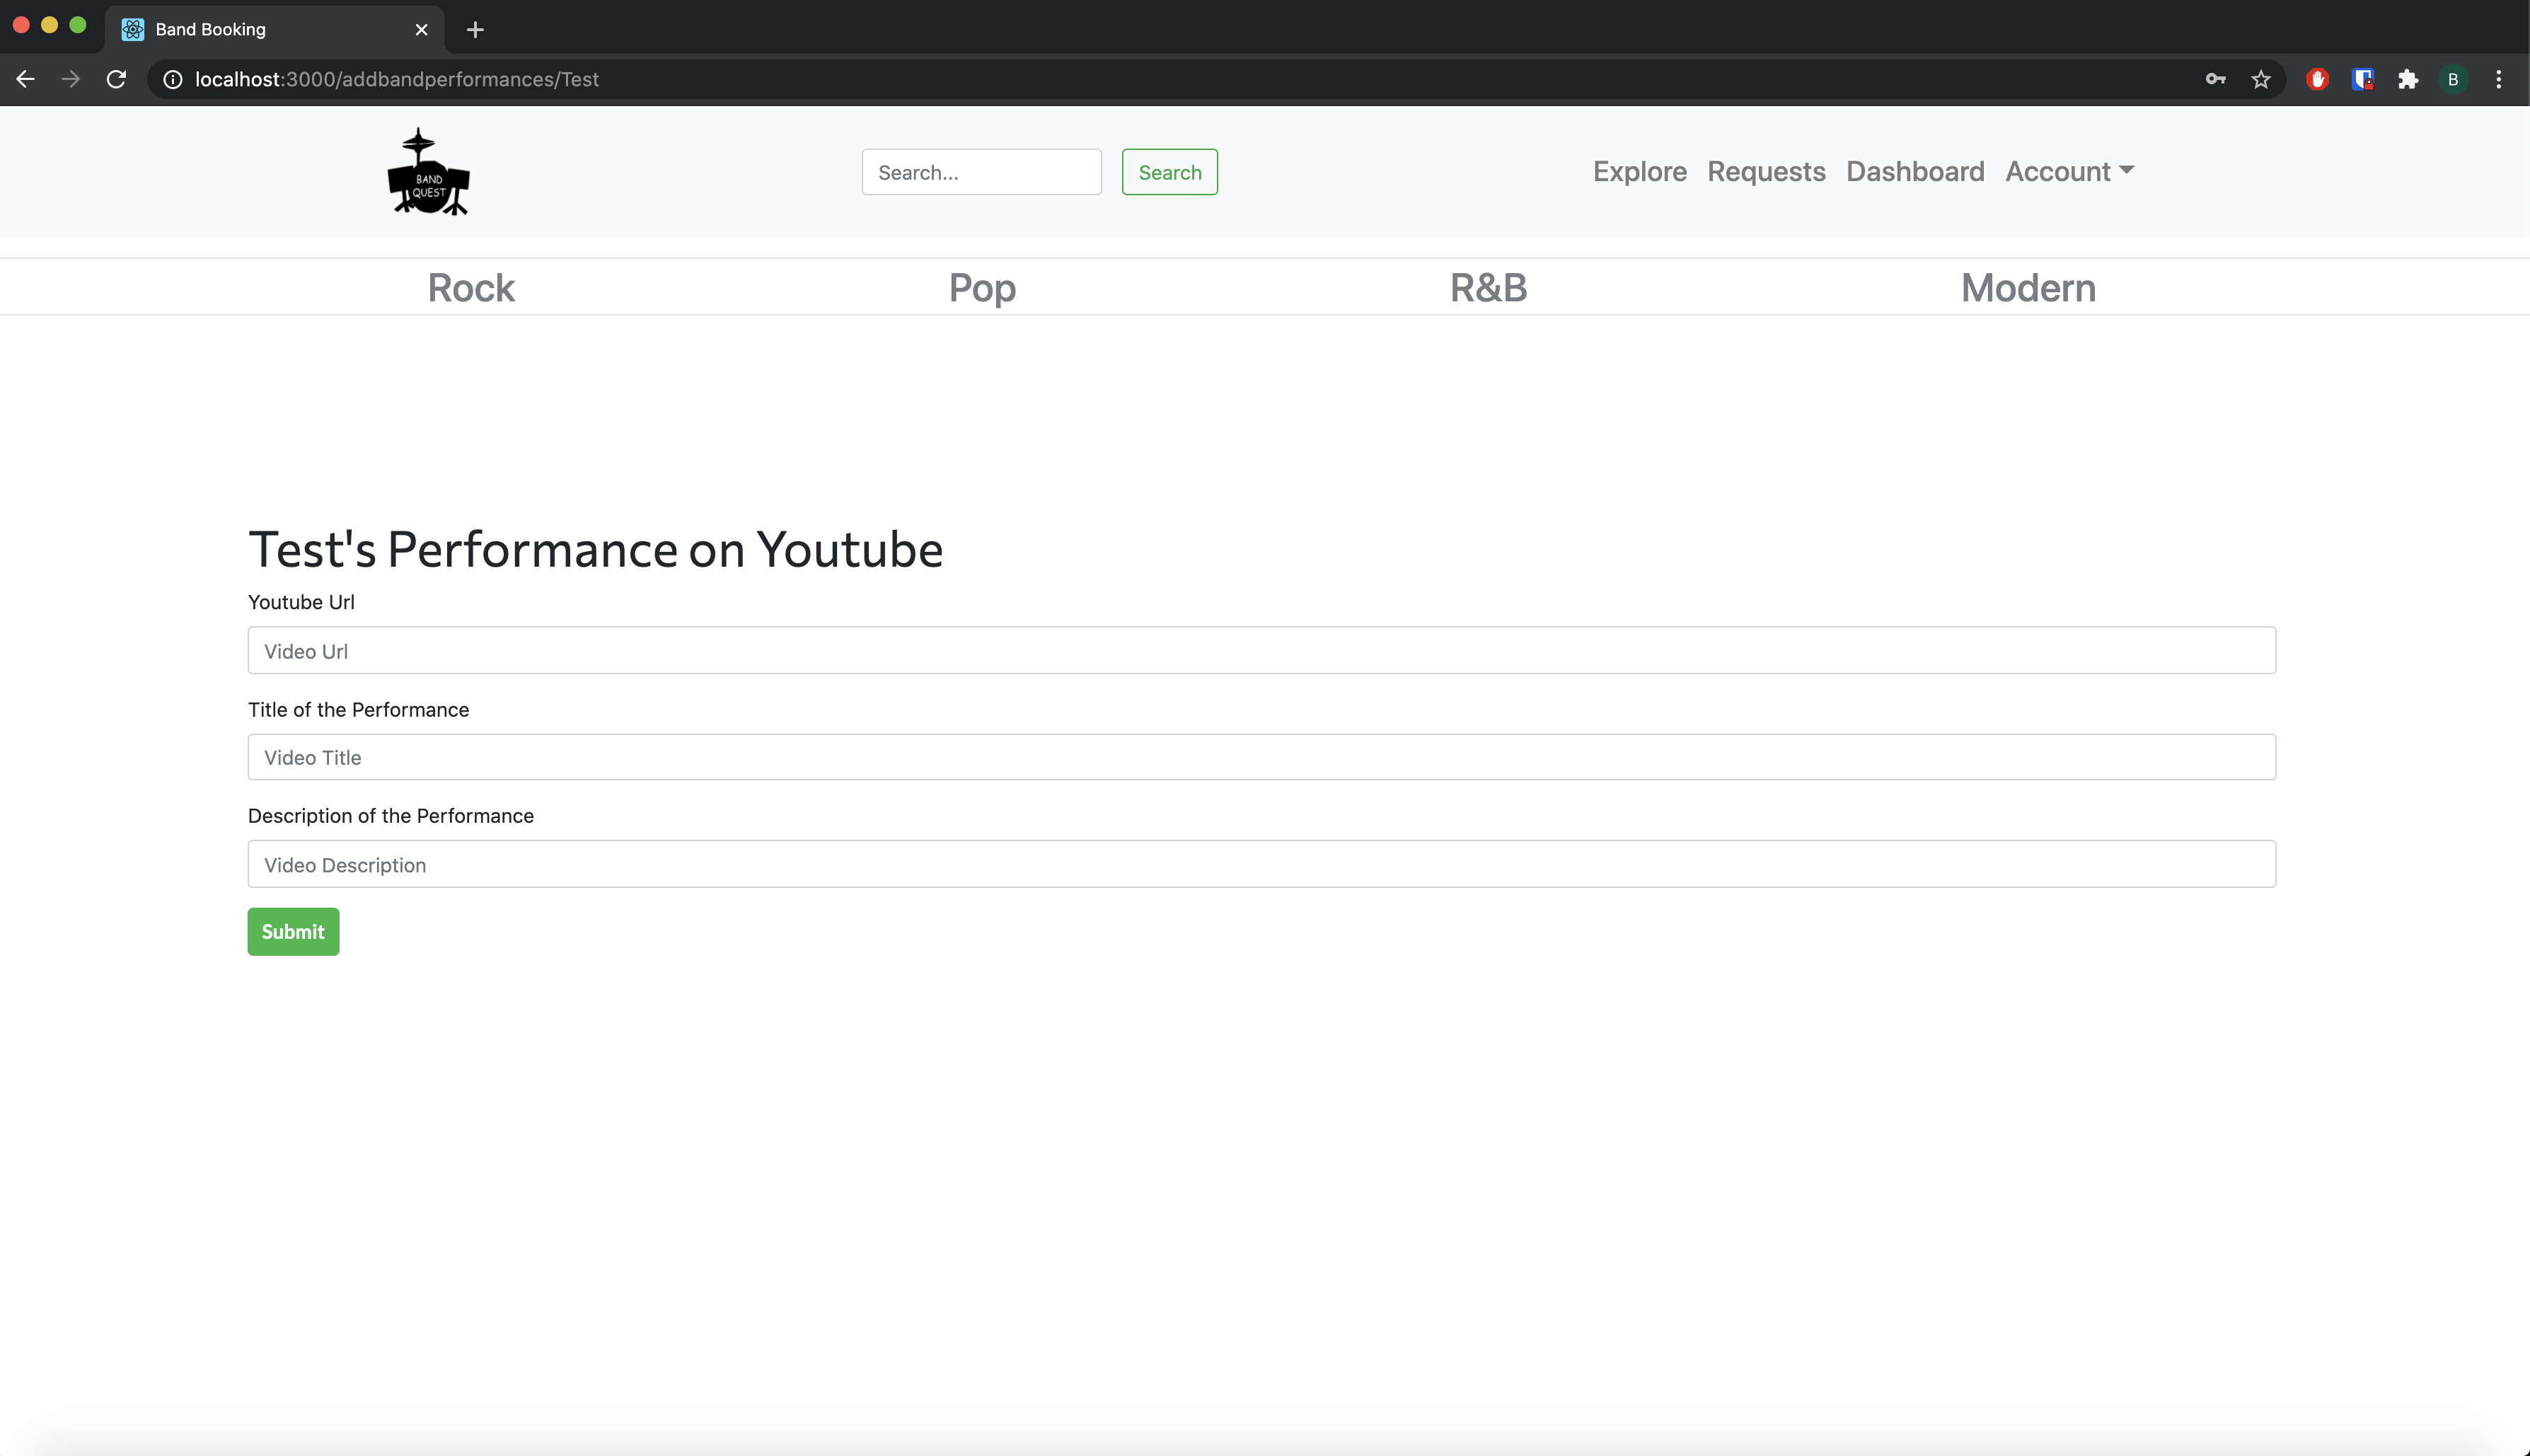 Band Booking
localhost:3000/addbandperformances/Test
B
BAND
QUEST
Search...
Search
Explore Requests Dashboard Account
Rock Pop R&B Modern
Test's Performance on Youtube
Youtube Url
Video Url
Title of the Performance
Video Title
Description of the Performance
Video Description
Submit